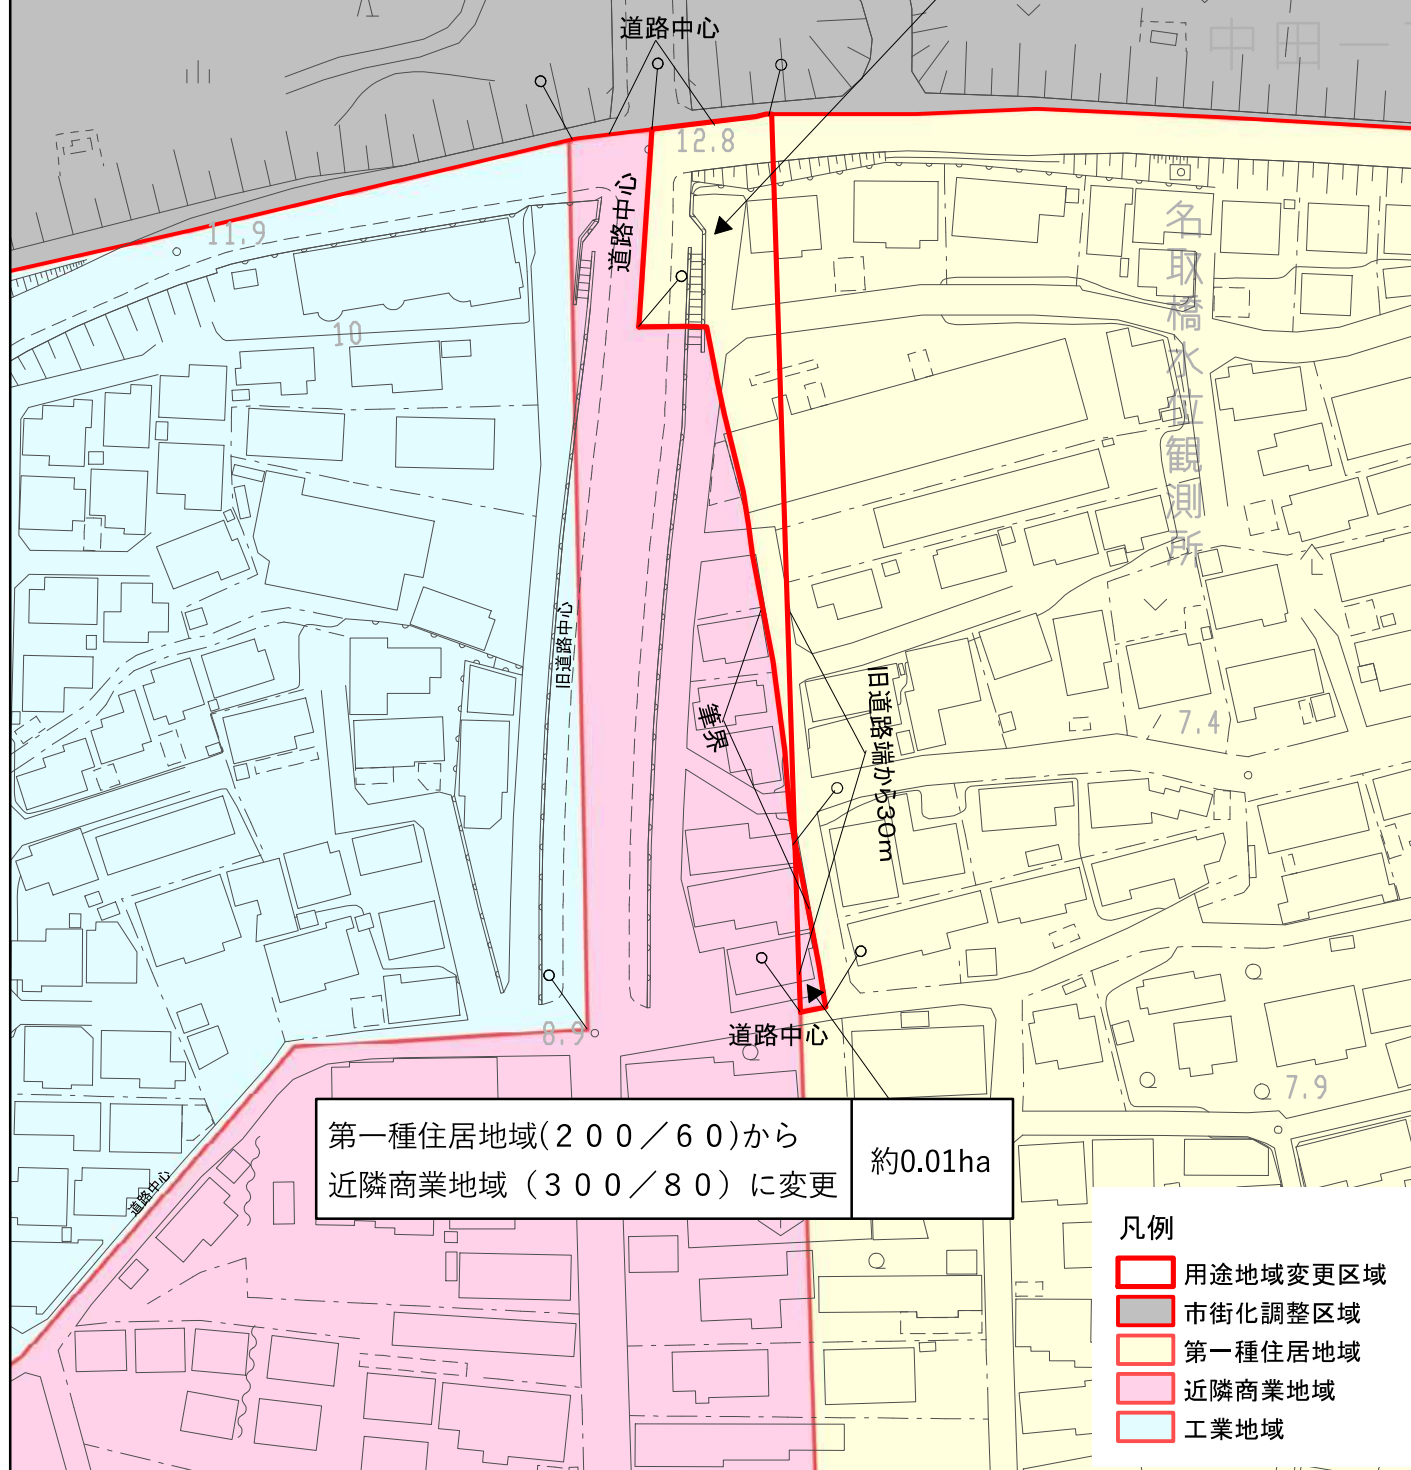 道路中心
中田一
12.8
道路中心
11.9
名取橋水位観測所
10
旧道路中心
筆界
旧道路端から30m
7.4
8.9
道路中心
7.9
第一種住居地域(200/60)から
近隣商業地域（300/80）に変更
約0.01ha
道路中心
凡例
用途地域変更区域
市街化調整区域
第一種住居地域
近隣商業地域
工業地域